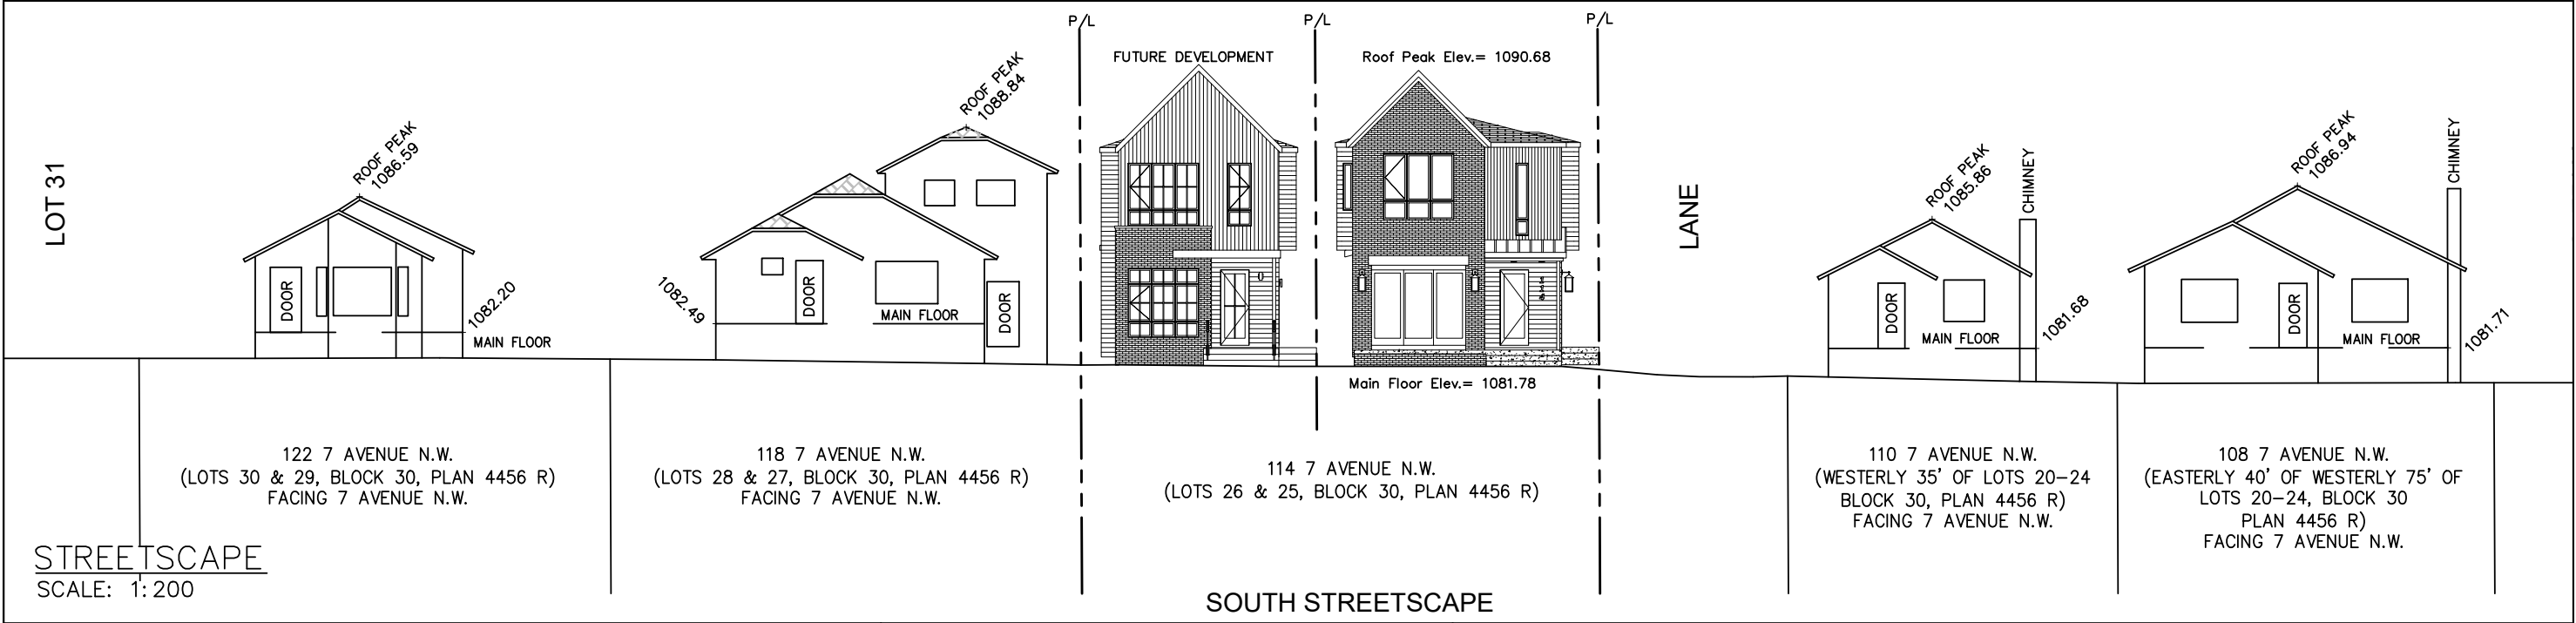 LOT 31
ROOF PEAK
1086.59
DOOR
1082.20
MAIN FLOOR
122 7 AVENUE N.W.
(LOTS 30 & 29, BLOCK 30, PLAN 4456 R)
FACING 7 AVENUE N.W.
ROOF PEAK
1088.84
1082.49
DOOR
MAIN FLOOR
DOOR
118 7 AVENUE N.W.
(LOTS 28 & 27, BLOCK 30, PLAN 4456 R)
FACING 7 AVENUE N.W.
P/L
FUTURE DEVELOPMENT
P/L
Roof Peak Elev.= 1090.68
P/L
Main Floor Elev.= 1081.78
114 7 AVENUE N.W.
(LOTS 26 & 25, BLOCK 30, PLAN 4456 R)
LANE
ROOF PEAK
1085.86
CHIMNEY
DOOR
MAIN FLOOR
1081.68
110 7 AVENUE N.W.
(WESTERLY 35' OF LOTS 20-24
BLOCK 30, PLAN 4456 R)
FACING 7 AVENUE N.W.
ROOF PEAK
1086.94
CHIMNEY
DOOR
MAIN FLOOR
1081.71
108 7 AVENUE N.W.
(EASTERLY 40' OF WESTERLY 75' OF
LOTS 20-24, BLOCK 30
PLAN 4456 R)
FACING 7 AVENUE N.W.
STREETSCAPE
SCALE: 1:200
SOUTH STREETSCAPE